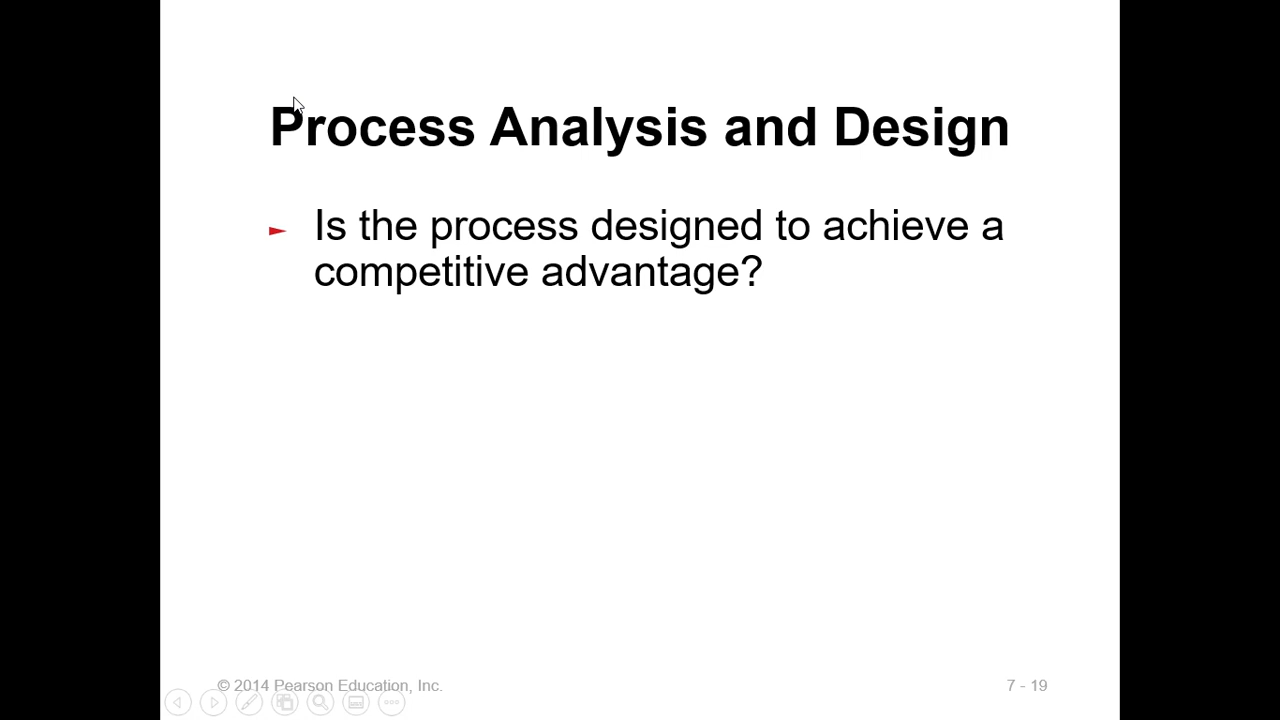 Process Analysis and Design
► Is the process designed to achieve a
competitive advantage?
© 2014 Pearson Education, Inc.
7 - 19